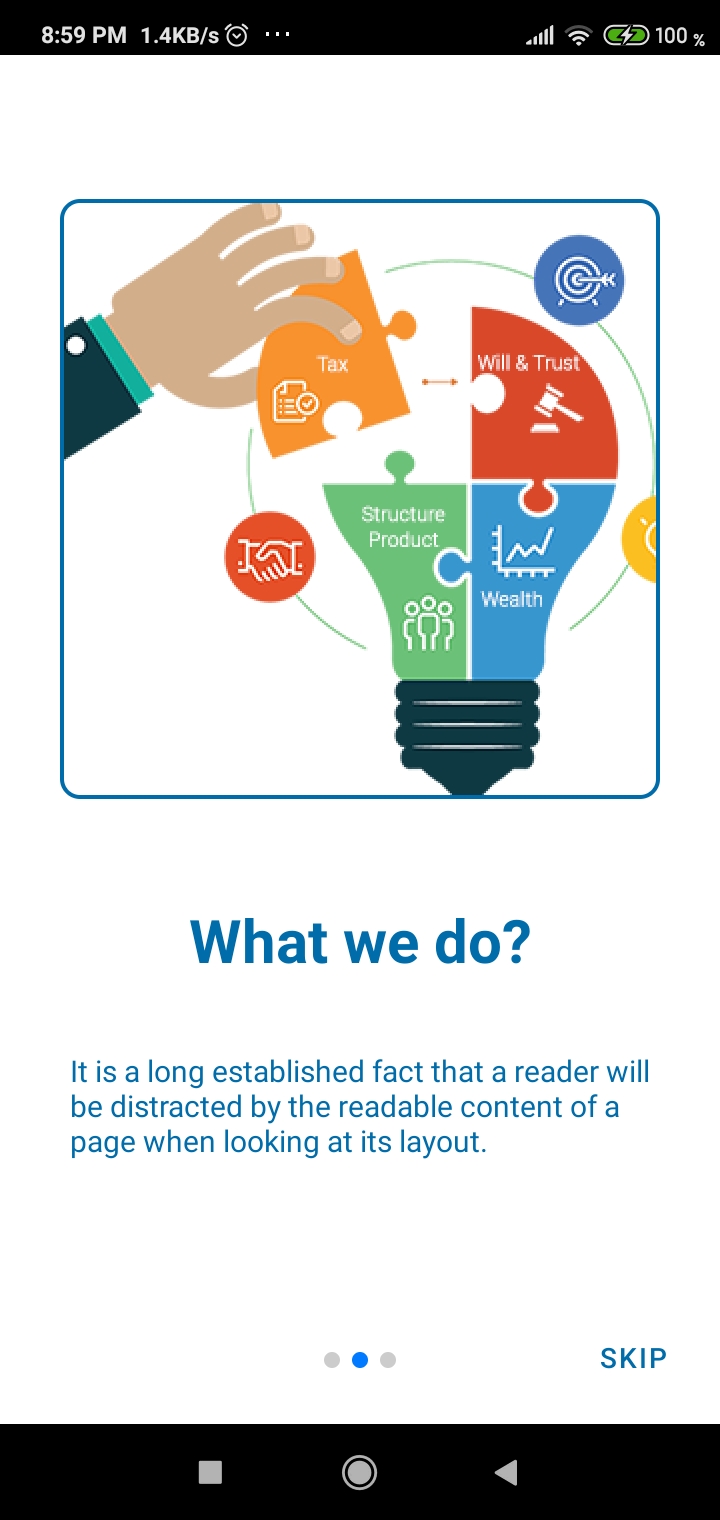 8:59 PM 1.4KB/s ... 100 %
Tax
Will & Trust
Structure
Product
Wealth
What we do?
It is a long established fact that a reader will
be distracted by the readable content of a
page when looking at its layout.
SKIP